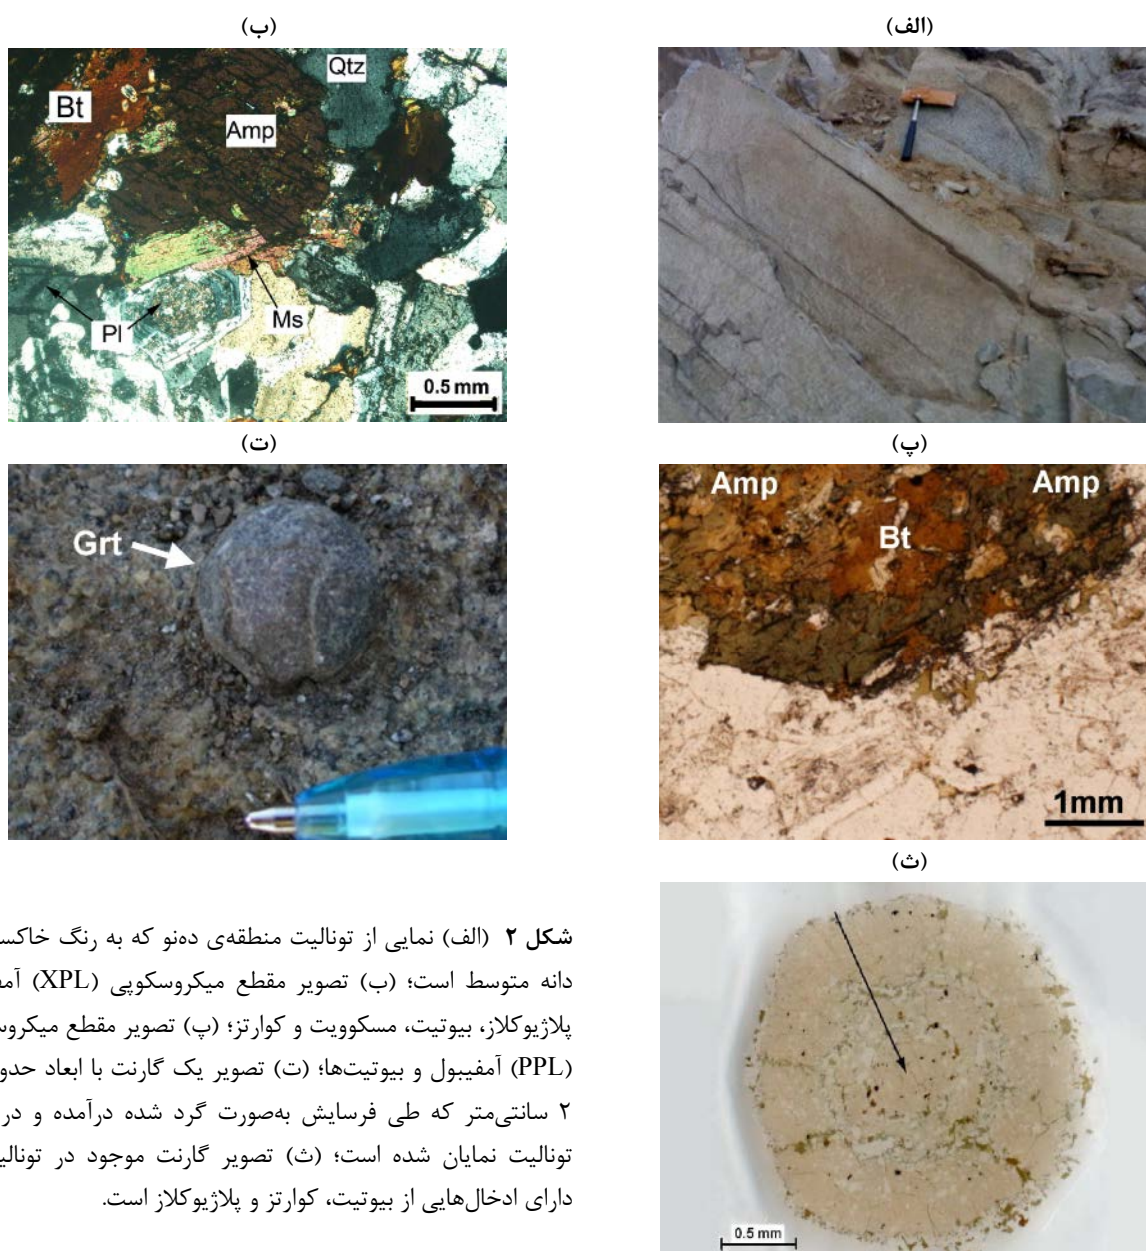 (الف)
(ب)
Qtz
Bt
Amp
Pl
Ms
0.5 mm
(پ)
Amp Amp
Bt
1mm
(ت)
Grt
(ث)
0.5 mm
شکل ۲ (الف) نمایی از تونالیت منطقه‌ی ده‌نو که به رنگ خاکس
دانه متوسط است؛ (ب) تصویر مقطع میکروسکوپی (XPL) آمف
پلاژیوکلاز، بیوتیت، مسکوویت و کوارتز؛ (پ) تصویر مقطع میکروس
(PPL) آمفیبول و بیوتیت‌ها؛ (ت) تصویر یک گارنت با ابعاد حدو
۲ سانتی‌متر که طی فرسایش به‌صورت گرد شده درآمده و در
تونالیت نمایان شده است؛ (ث) تصویر گارنت موجود در تونالی
دارای ادخال‌هایی از بیوتیت، کوارتز و پلاژیوکلاز است.